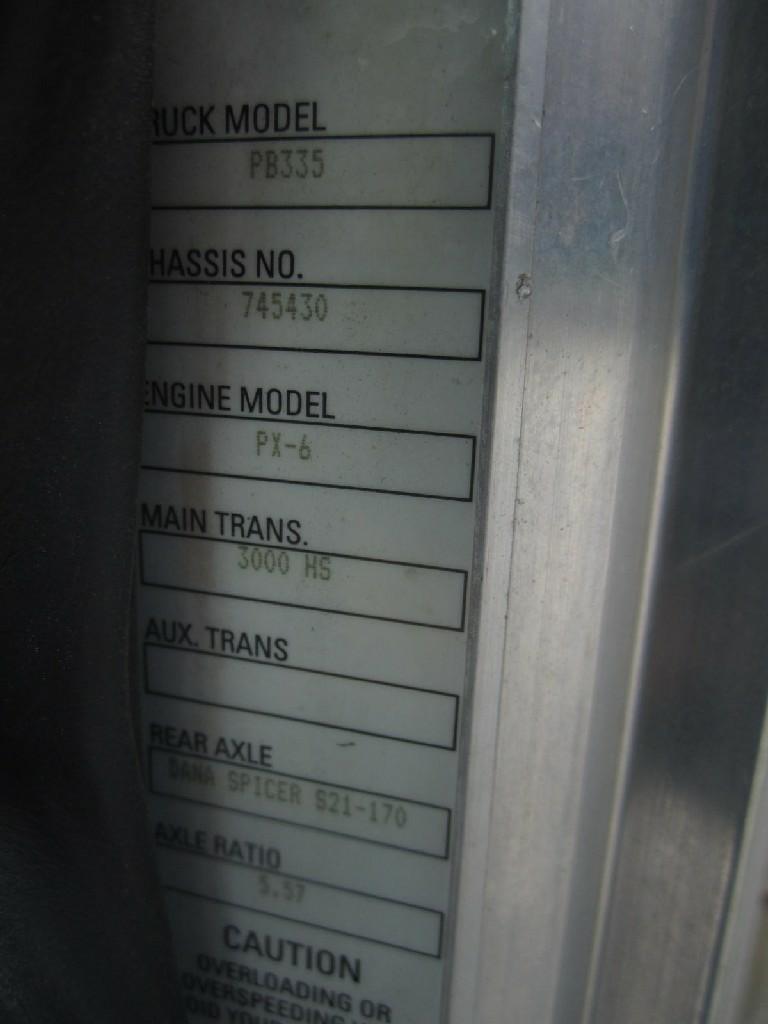 RUCK MODEL
PB335
HASSIS NO.
745430
ENGINE MODEL
PX-6
MAIN TRANS.
3000 HS
AUX. TRANS
REAR AXLE
DANA SPICER S21-170
AXLE RATIO
5.57
CAUTION
OVERLOADING OR
OVERSPEEDING